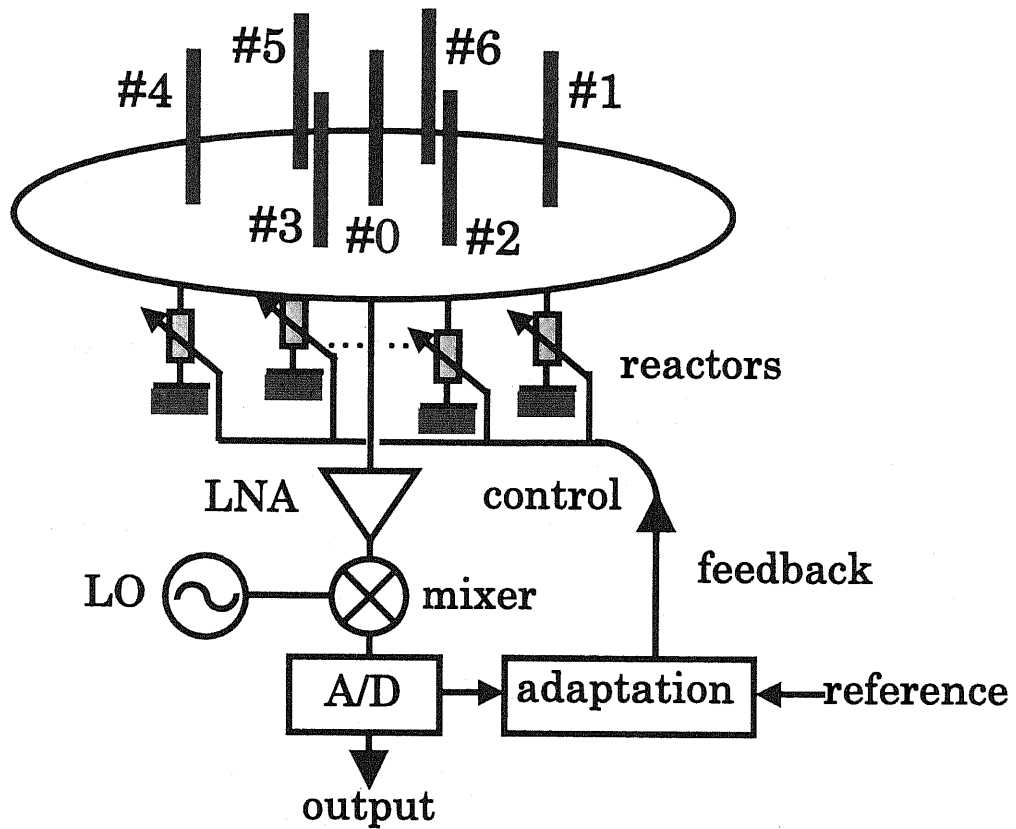 #5
#6
#4
#1
#3
#0
#2
reactors
LNA
control
feedback
LO
mixer
A/D
adaptation
reference
output